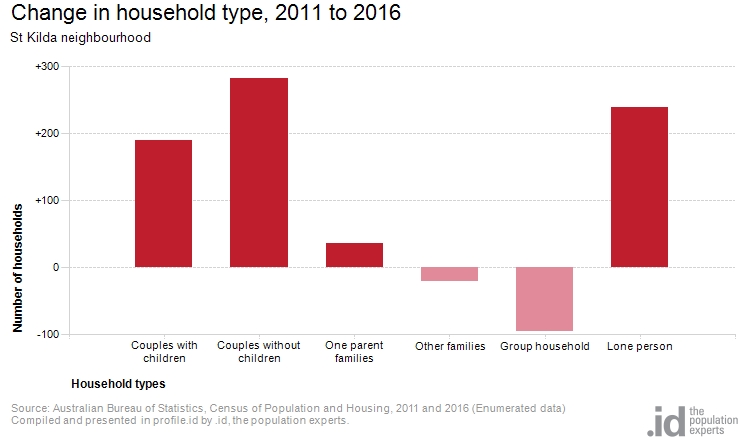 Change in household type, 2011 to 2016
St Kilda neighbourhood
+300
+200
+100
0
-100
Number of households
Couples with
children
Couples without
children
One parent
families
Other families
Group household
Lone person
Household types
Source: Australian Bureau of Statistics, Census of Population and Housing, 2011 and 2016 (Enumerated data)
Compiled and presented in profile.id by .id, the population experts.
.id
the
population
experts